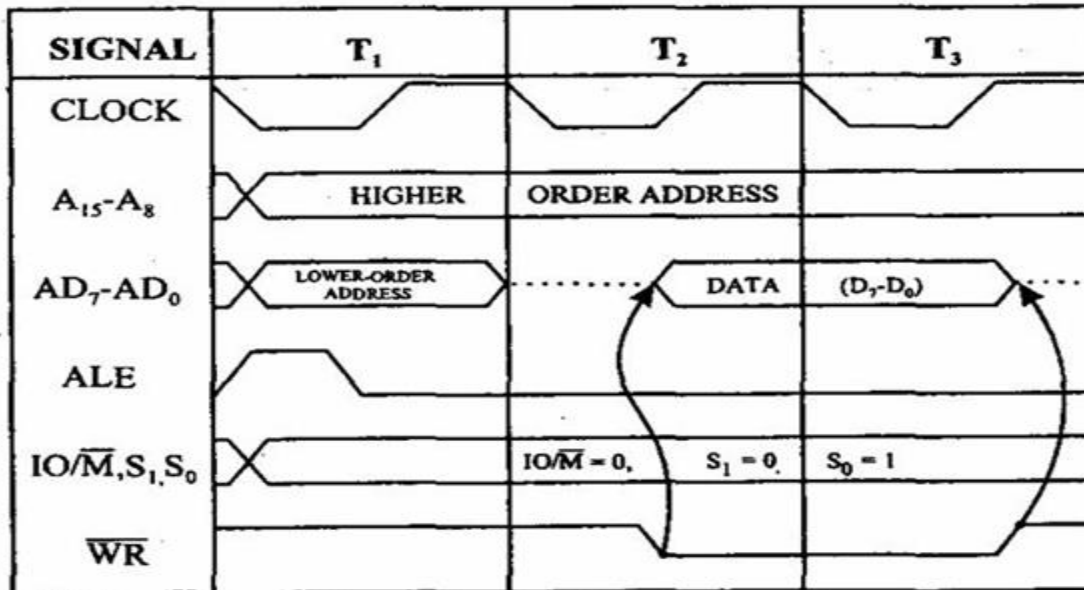 SIGNAL T₁ T₂ T₃
CLOCK
A₁₅-A₈ HIGHER ORDER ADDRESS
AD₇-AD₀ LOWER-ORDER ADDRESS DATA (D₇-D₀)
ALE
IO/M̅,S₁,S₀ IO/M̅ = 0, S₁ = 0, S₀ = 1
W̅R̅